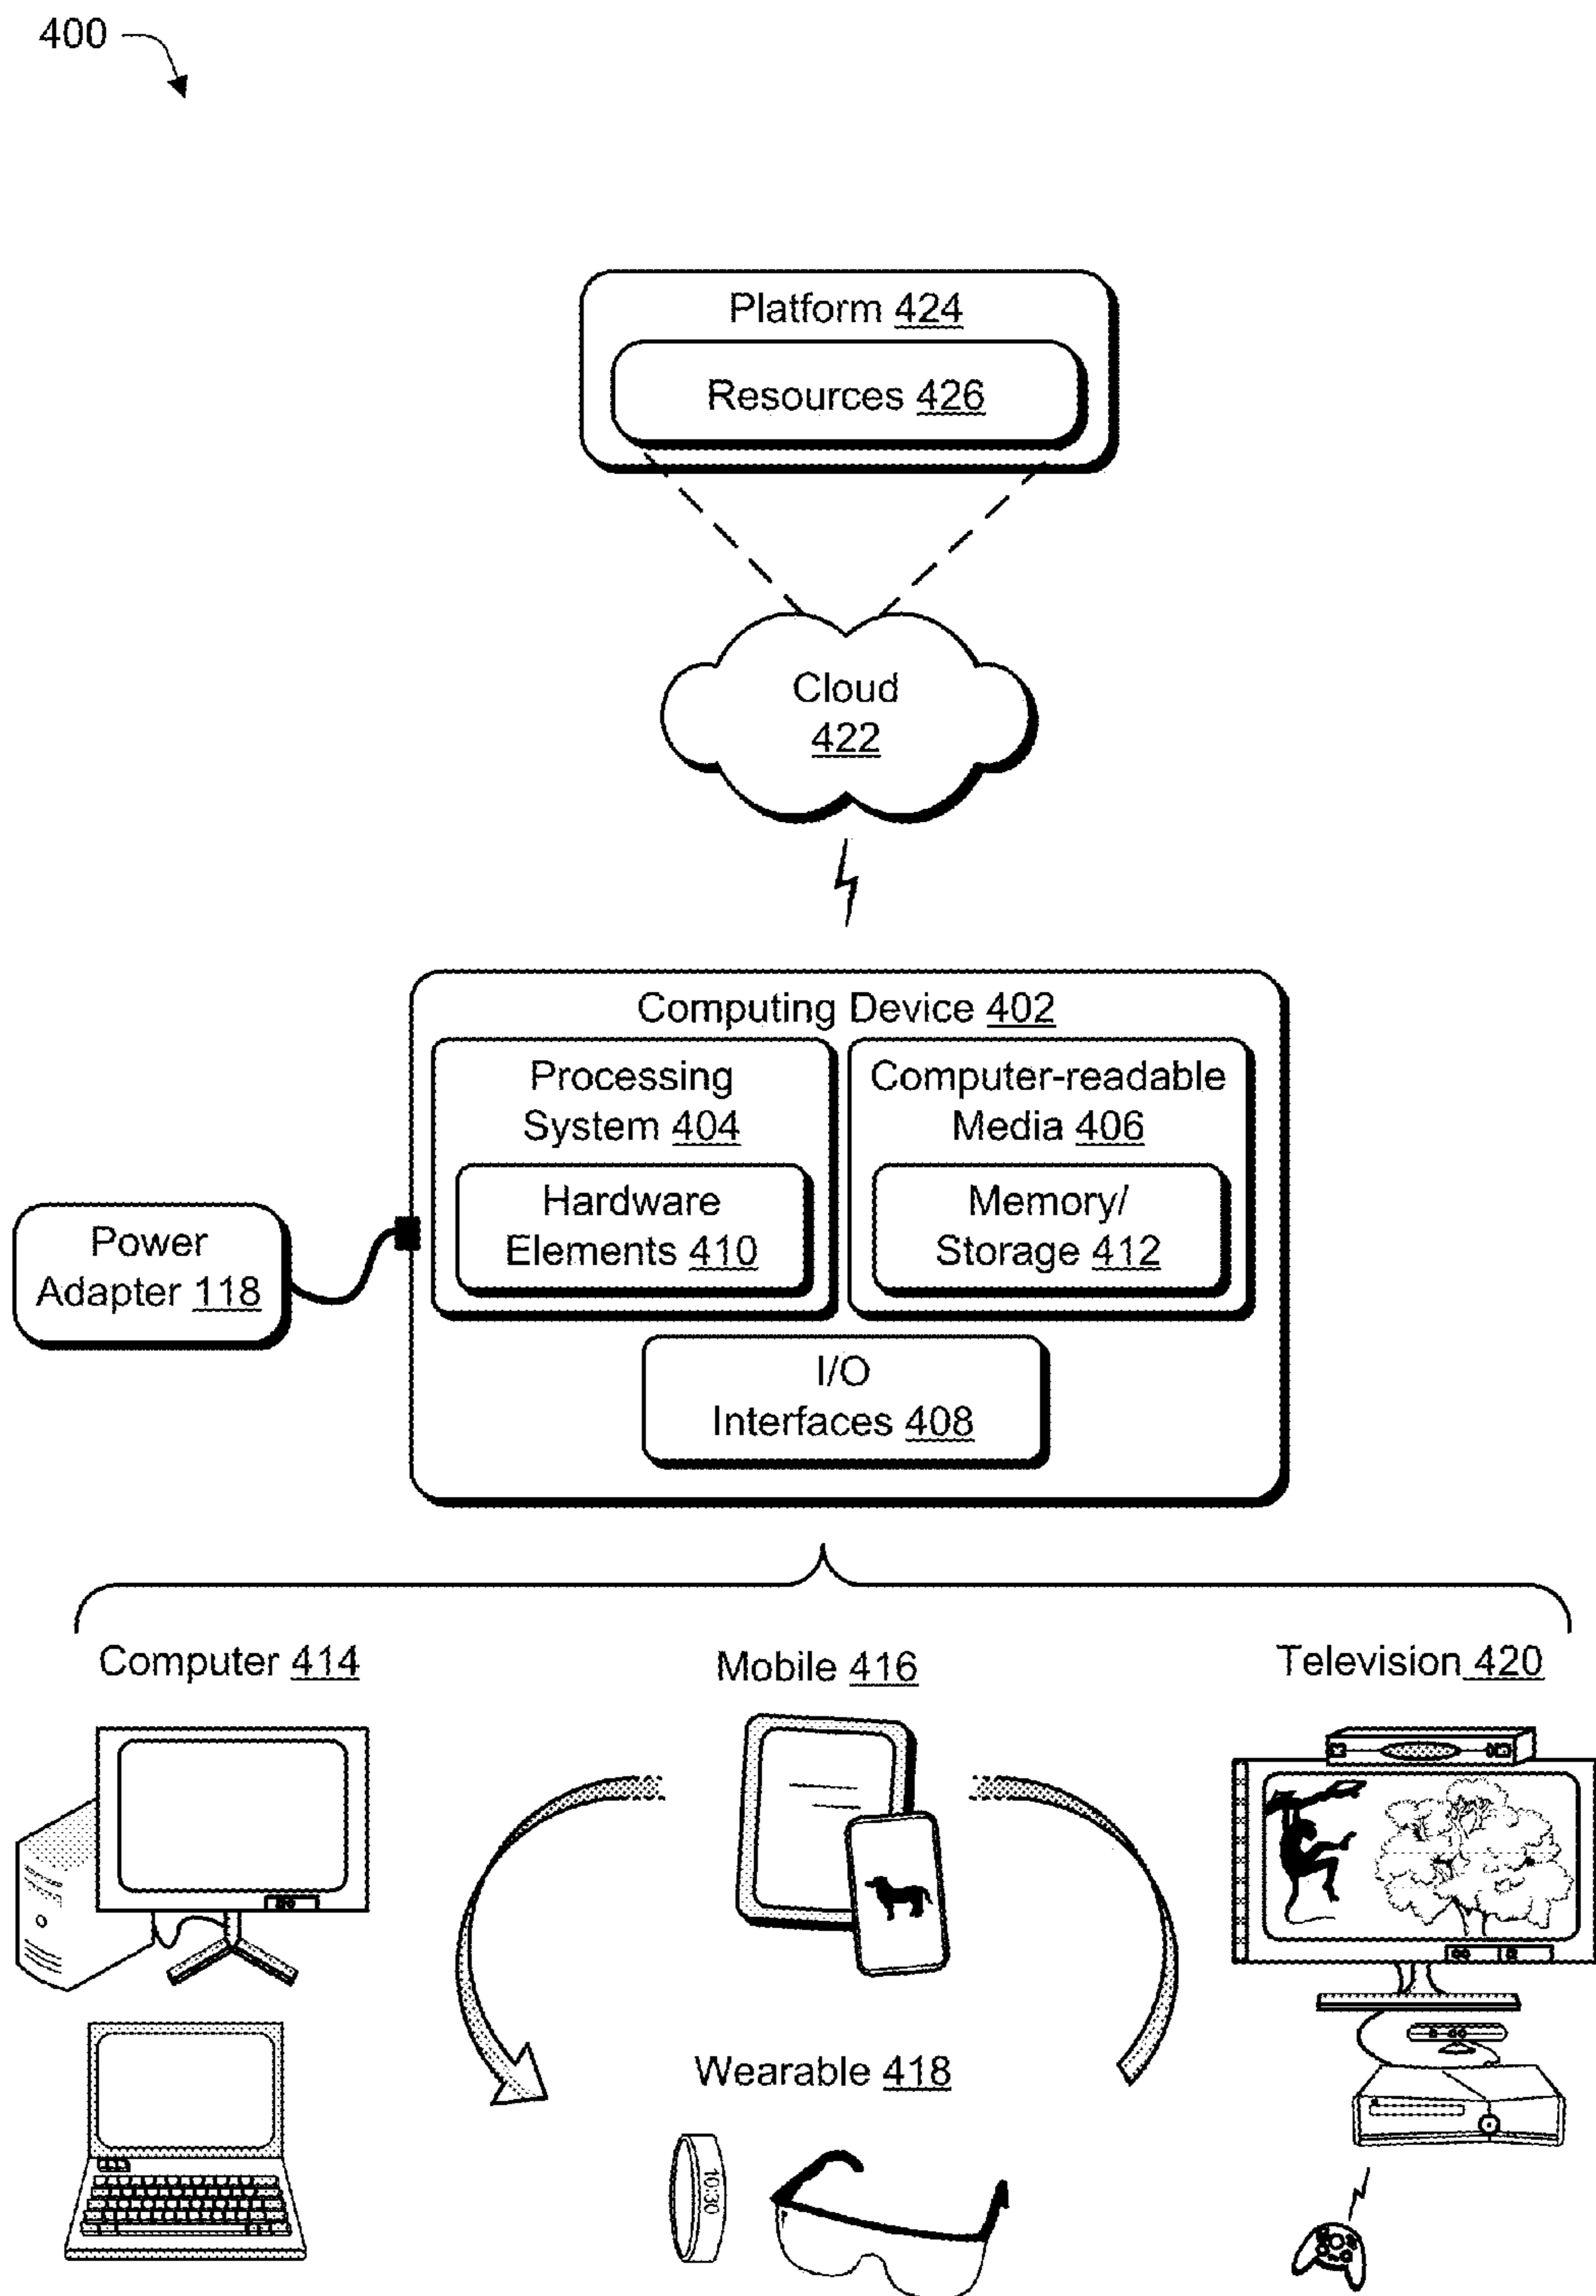 400
Platform 424
Resources 426
Cloud
422
Computing Device 402
Processing
System 404
Hardware
Elements 410
Computer-readable
Media 406
Memory/
Storage 412
Power
Adapter 118
I/O
Interfaces 408
Computer 414
Mobile 416
Television 420
Wearable 418
10:30